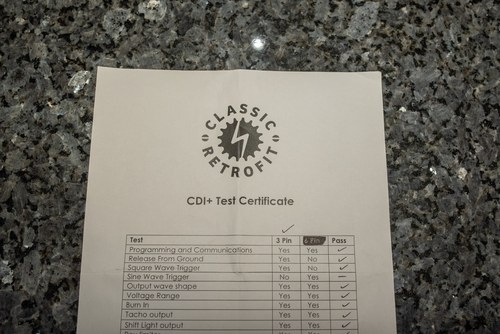 CLASSIC
RETROFIT
CDI+ Test Certificate
Test 3 Pin 6 Pin Pass
Programming and Communications Yes Yes
Release From Ground Yes No
Square Wave Trigger Yes No
Sine Wave Trigger No Yes
Output wave shape Yes Yes
Voltage Range Yes Yes
Burn In Yes Yes
Tacho output Yes Yes
Shift Light output Yes Yes